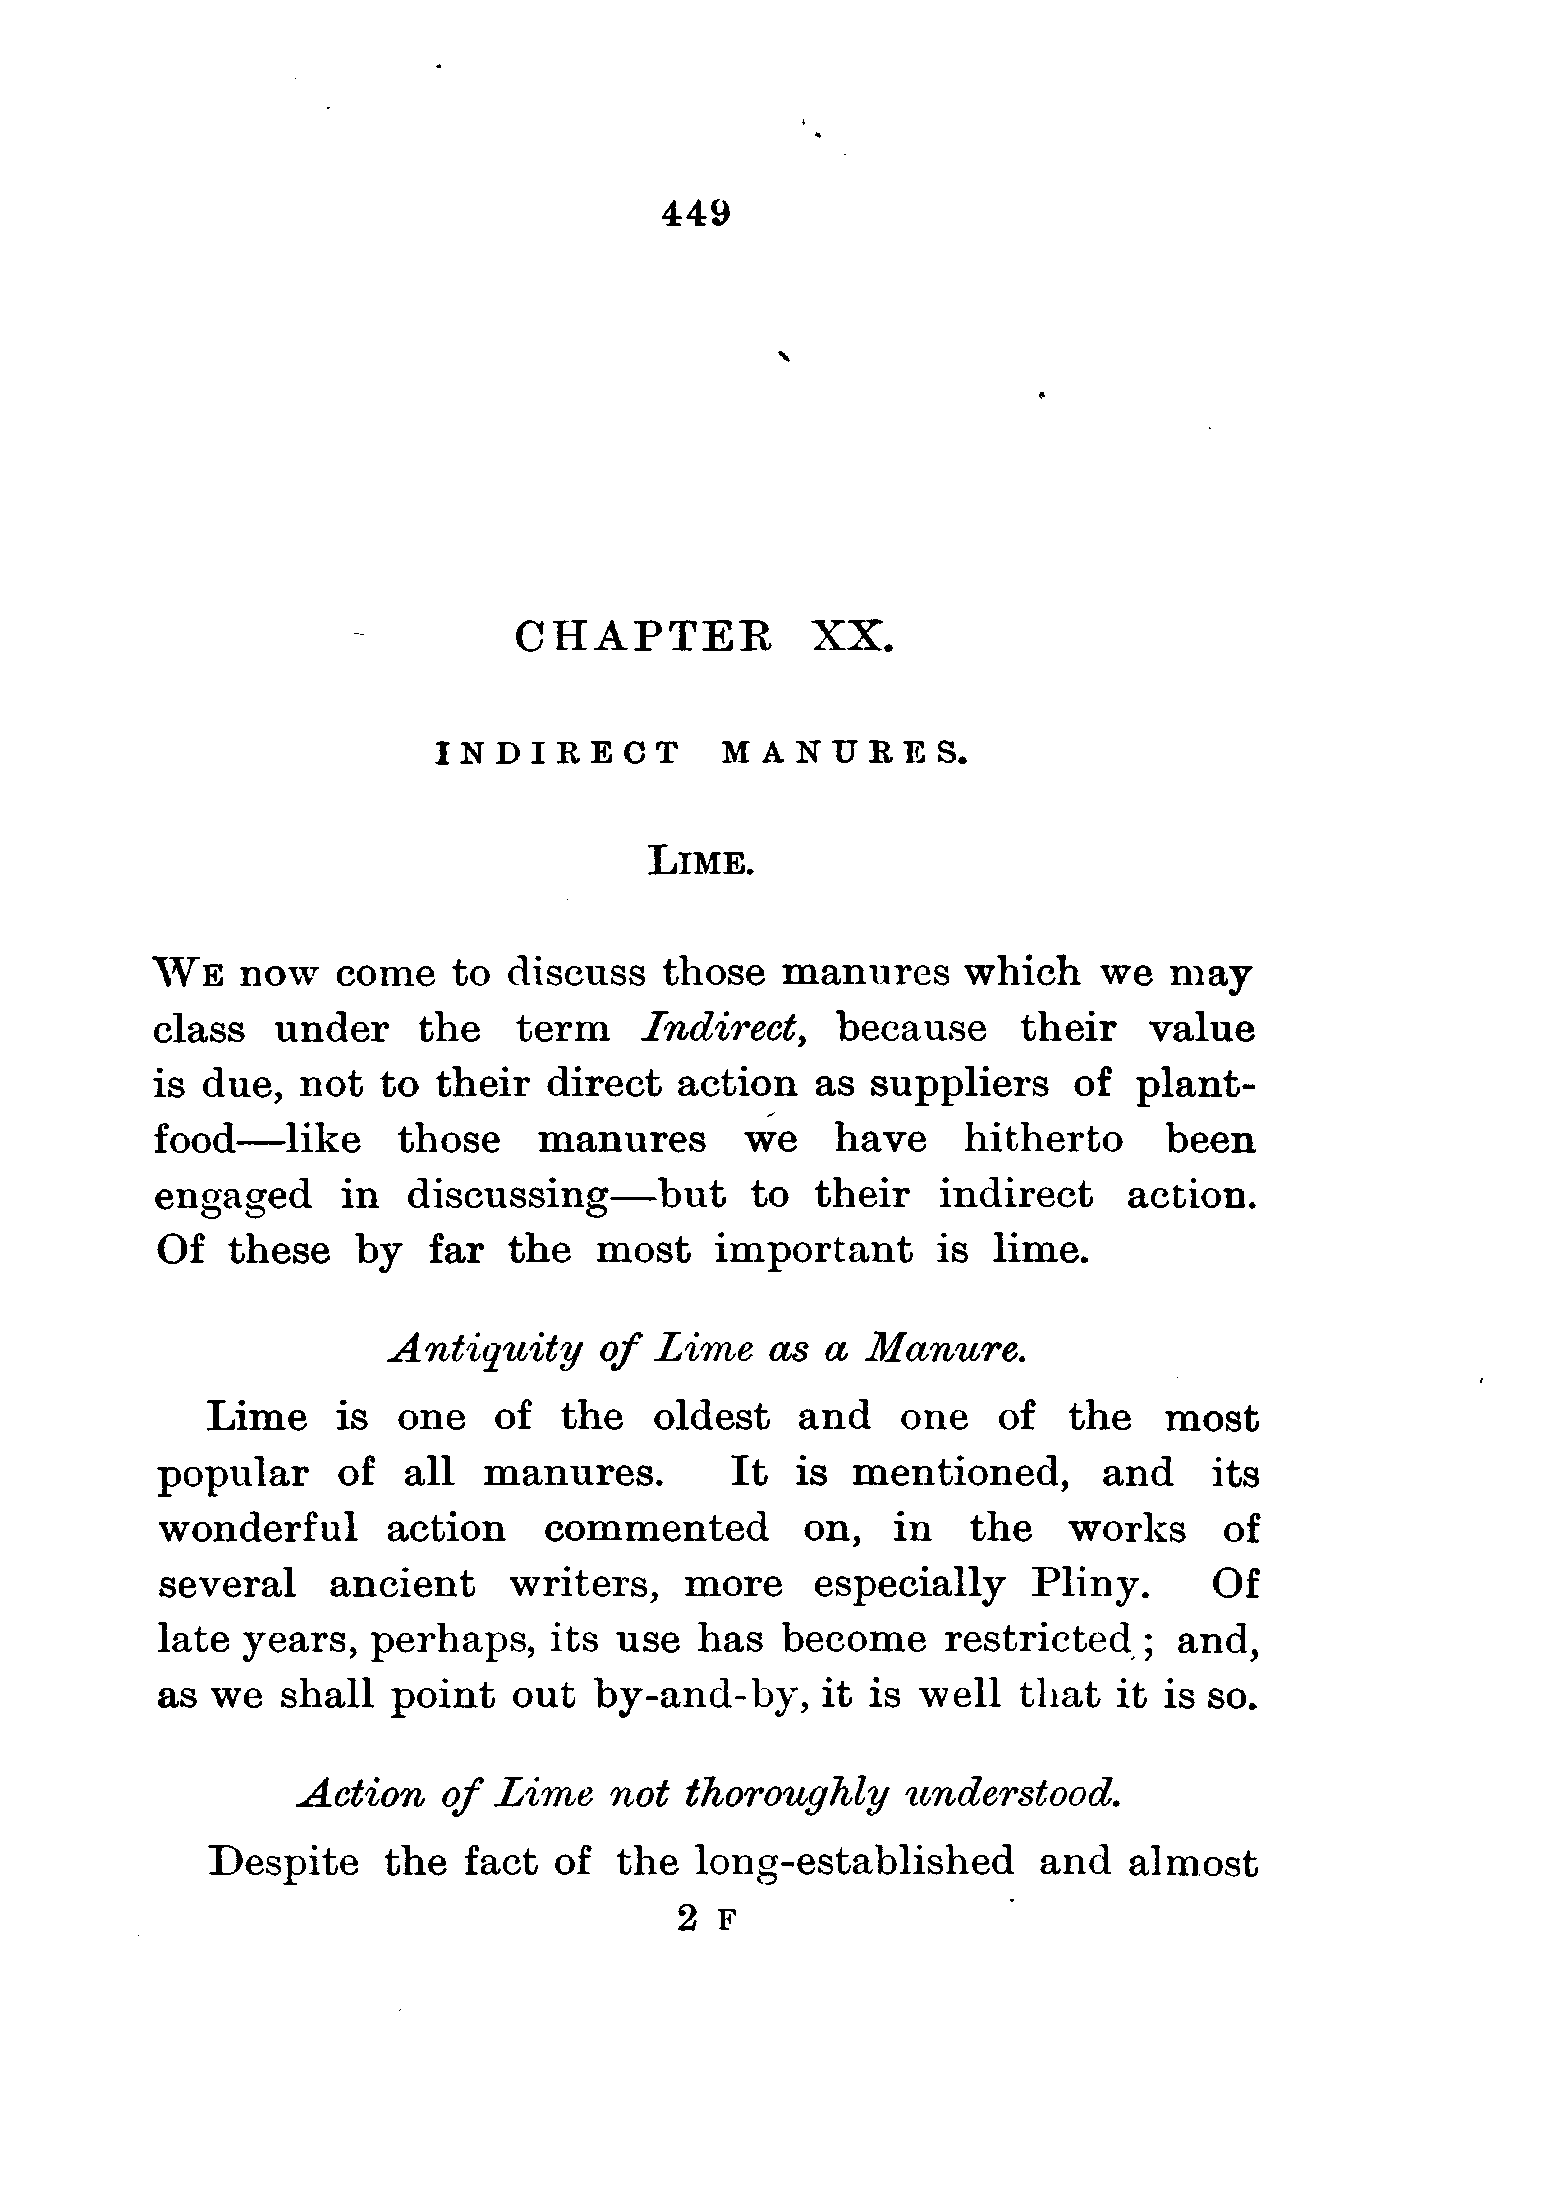 449
CHAPTER XX.
INDIRECT MANURES.
LIME.
WE now come to discuss those manures which we may
class under the term Indirect, because their value
is due, not to their direct action as suppliers of plant-
food—like those manures we have hitherto been
engaged in discussing—but to their indirect action.
Of these by far the most important is lime.
Antiquity of Lime as a Manure.
Lime is one of the oldest and one of the most
popular of all manures. It is mentioned, and its
wonderful action commented on, in the works of
several ancient writers, more especially Pliny. Of
late years, perhaps, its use has become restricted; and,
as we shall point out by-and-by, it is well that it is so.
Action of Lime not thoroughly understood.
Despite the fact of the long-established and almost
2 F